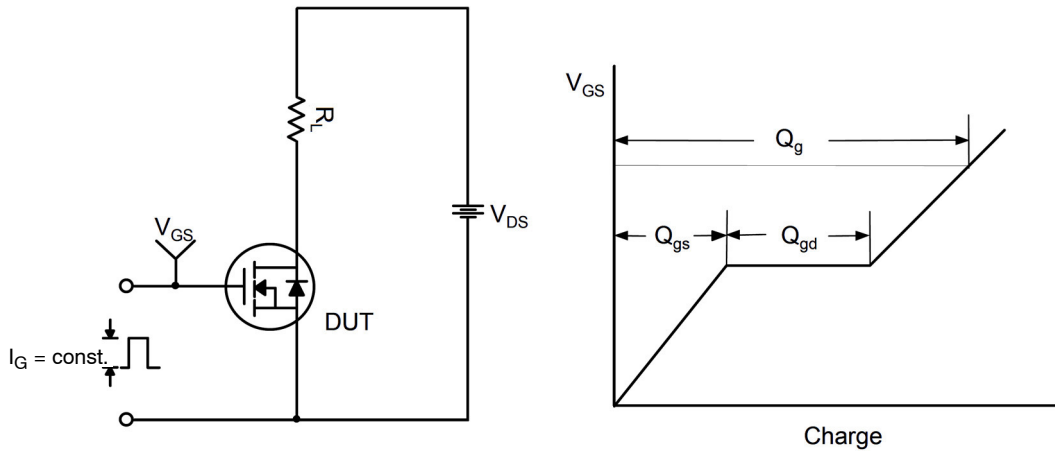 R_L
V_GS
V_DS
DUT
I_G = const.
V_GS
Q_g
Q_gs
Q_gd
Charge